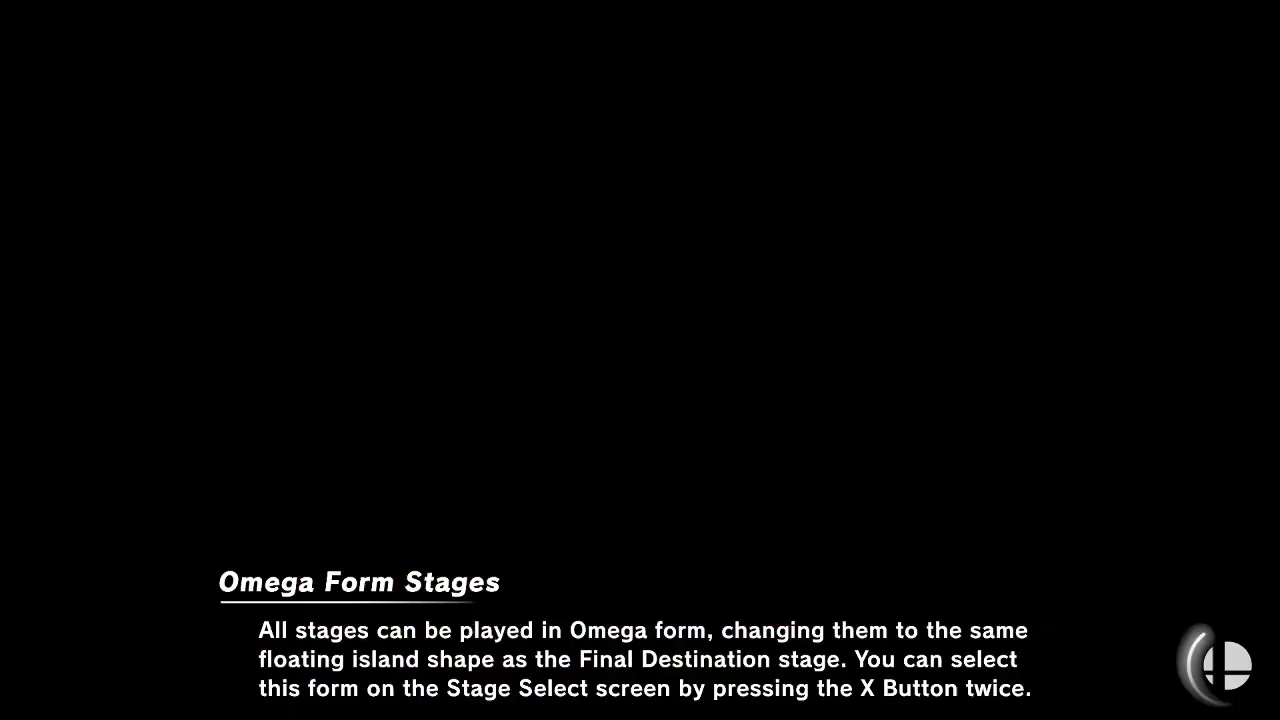 Omega Form Stages
All stages can be played in Omega form, changing them to the same
floating island shape as the Final Destination stage. You can select
this form on the Stage Select screen by pressing the X Button twice.